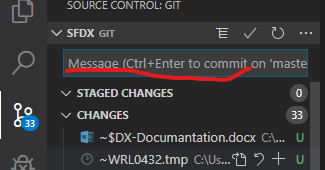 SOURCE CONTROL: GIT
SFDX GIT
Message (Ctrl+Enter to commit on 'maste
STAGED CHANGES 0
CHANGES 33
33
~$DX-Documantation.docx C:\... U
~WRL0432.tmp C:\Us... U